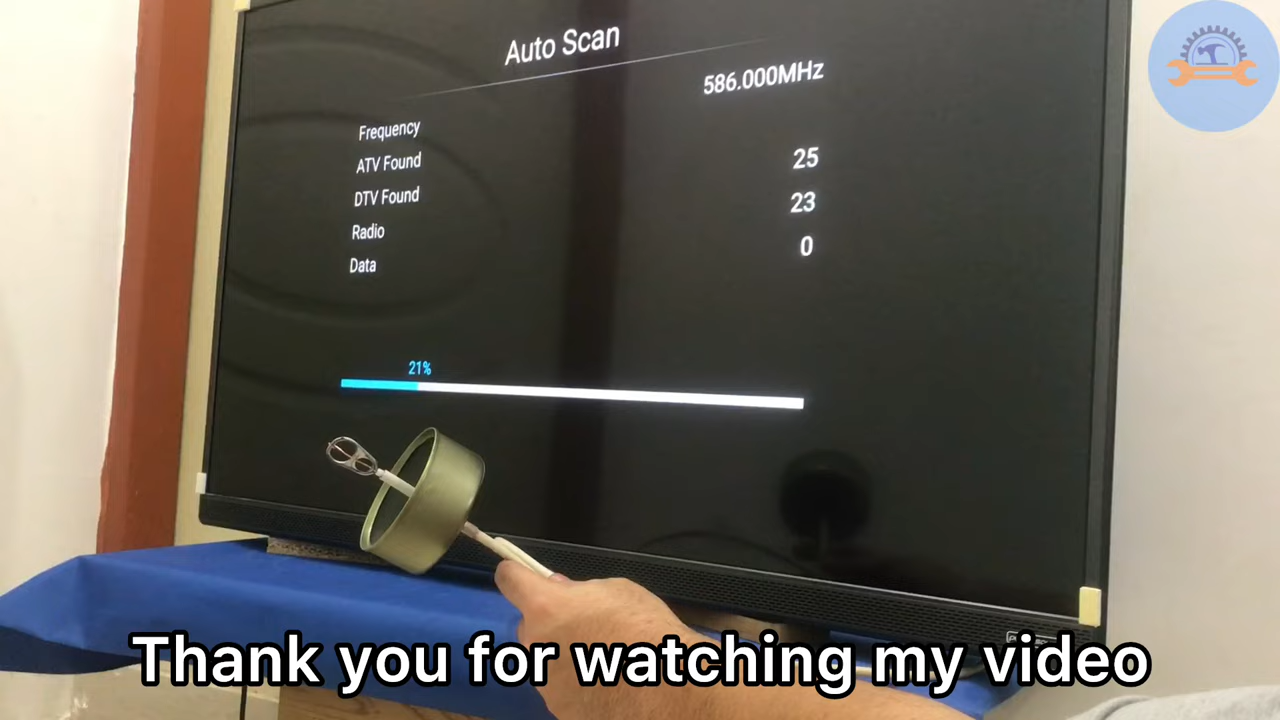 Auto Scan
586.000MHz
Frequency
ATV Found 25
DTV Found 23
Radio 0
Data
21%
Thank you for watching my video